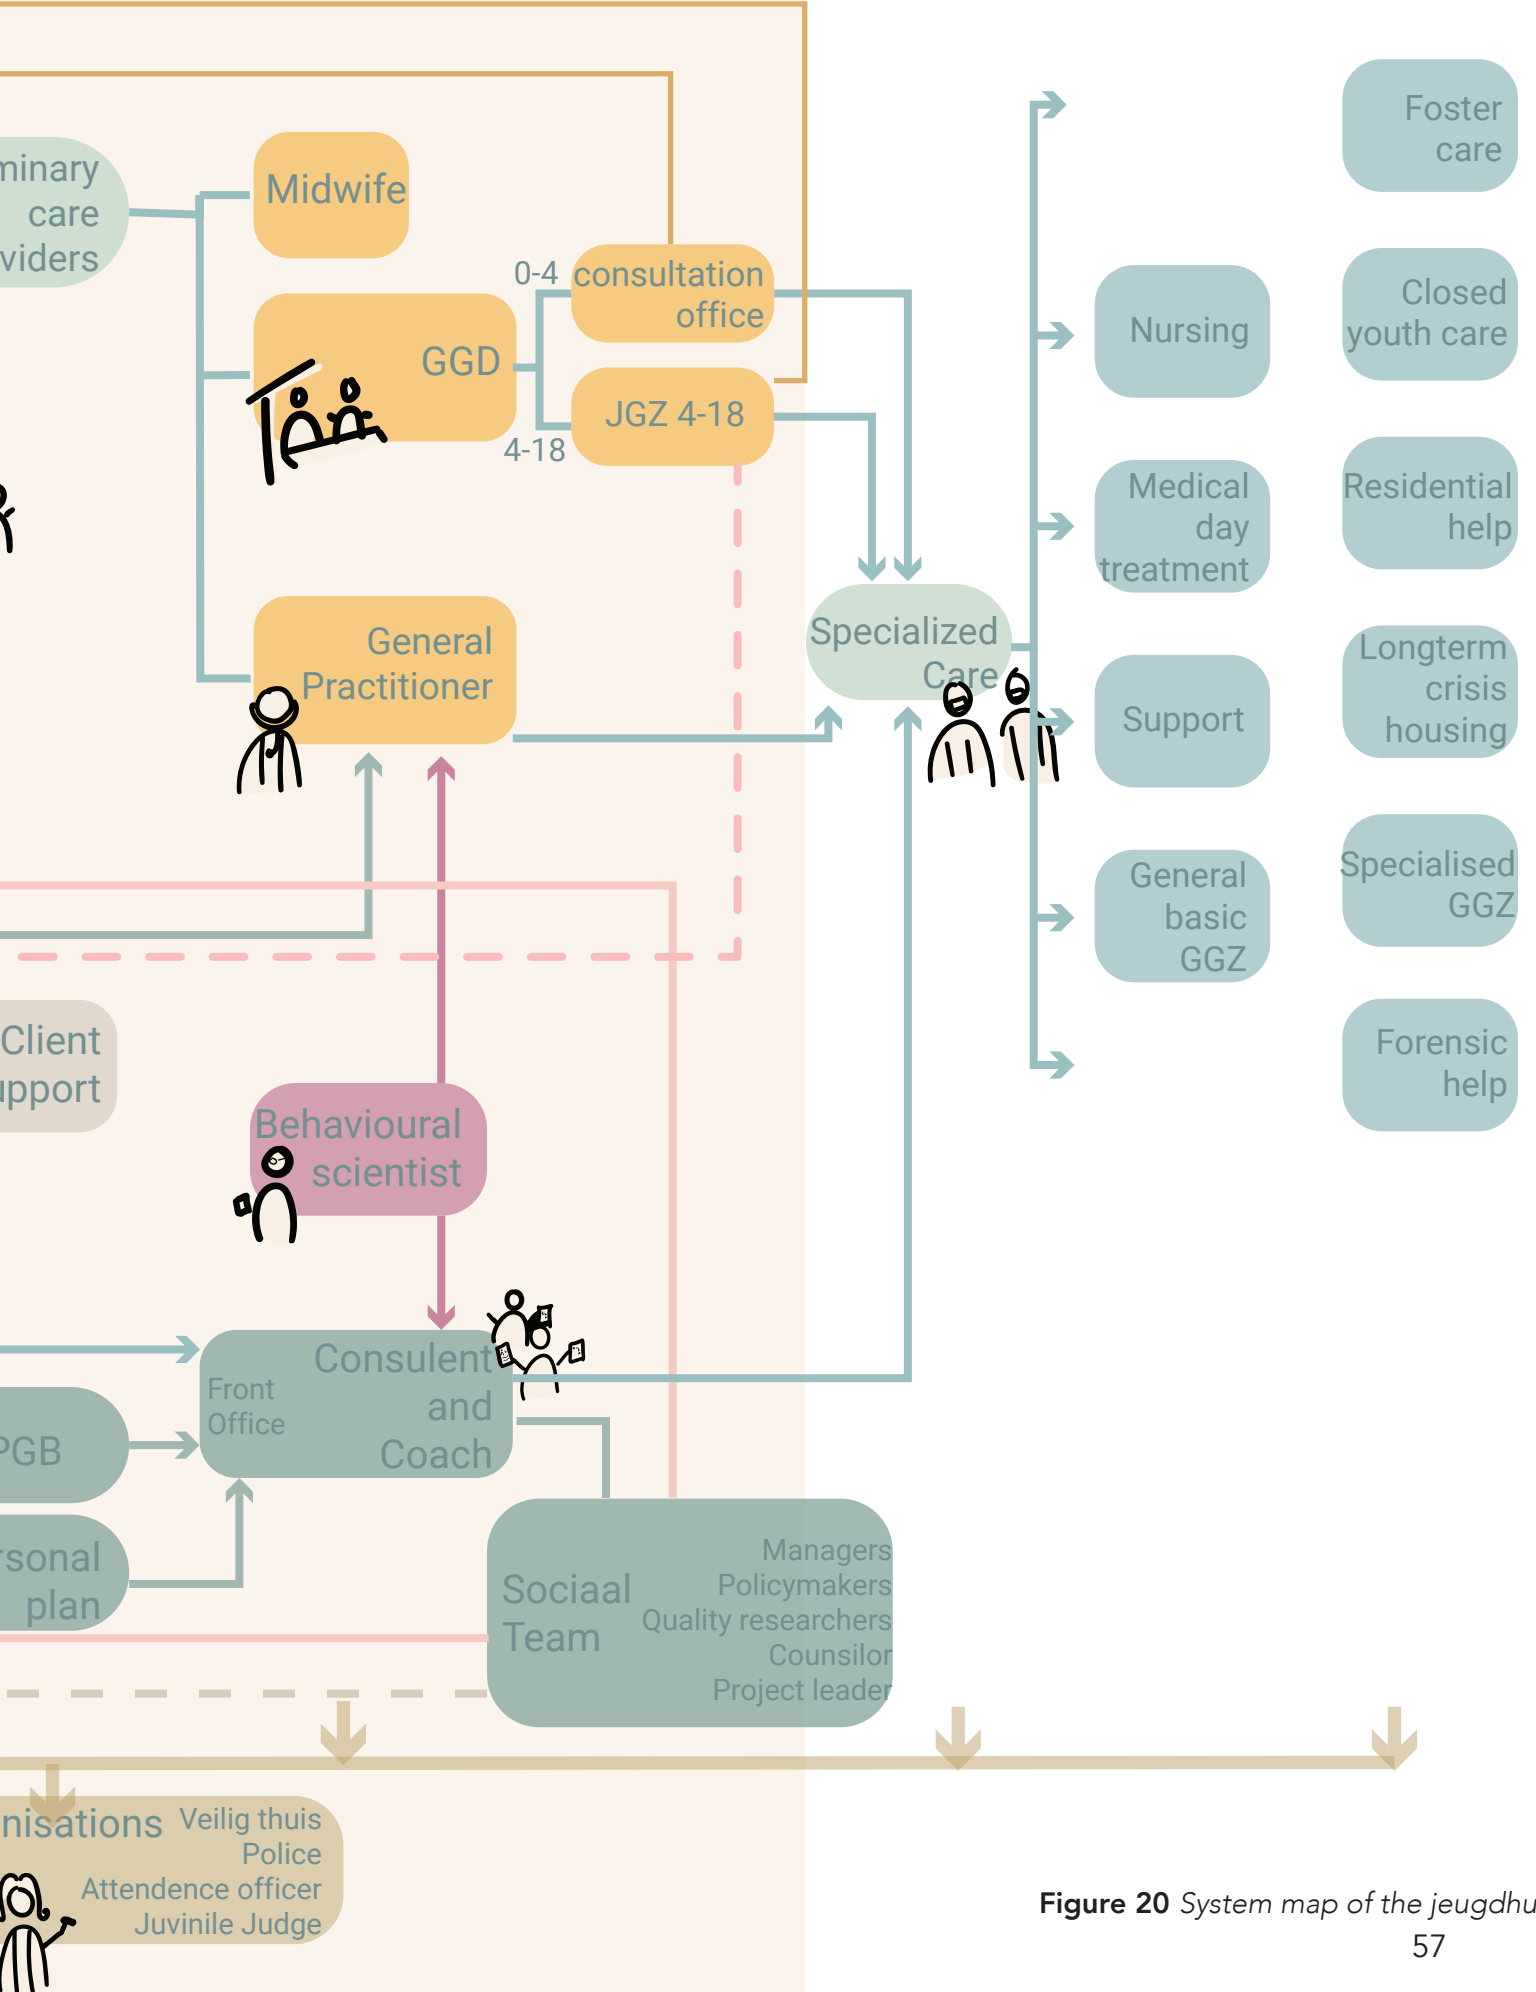 minary
care
viders
Midwife
GGD
0-4
4-18
consultation
office
JGZ 4-18
General
Practitioner
Specialized
Care
Nursing
Medical
day
treatment
Support
General
basic
GGZ
Foster
care
Closed
youth care
Residential
help
Longterm
crisis
housing
Specialised
GGZ
Forensic
help
Client
upport
Behavioural
scientist
Front
Office
Consulent
and
Coach
PGB
rsonal
plan
Sociaal
Team
Managers
Policymakers
Quality researchers
Counsilor
Project leader
nisations
Veilig thuis
Police
Attendence officer
Juvinile Judge
Figure 20 System map of the jeugdhu
57